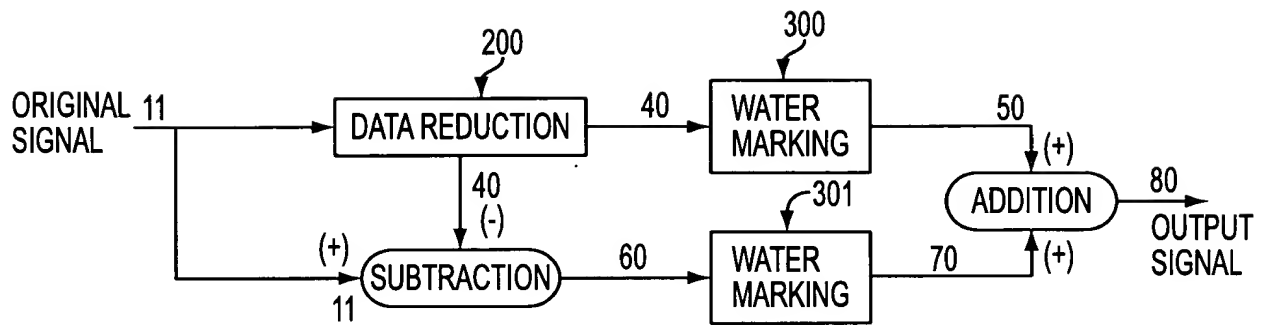 200
300
ORIGINAL
SIGNAL
11
DATA REDUCTION
40
WATER
MARKING
50
(+)
40
(-)
ADDITION
80
OUTPUT
SIGNAL
301
(+)
11
SUBTRACTION
60
WATER
MARKING
70
(+)